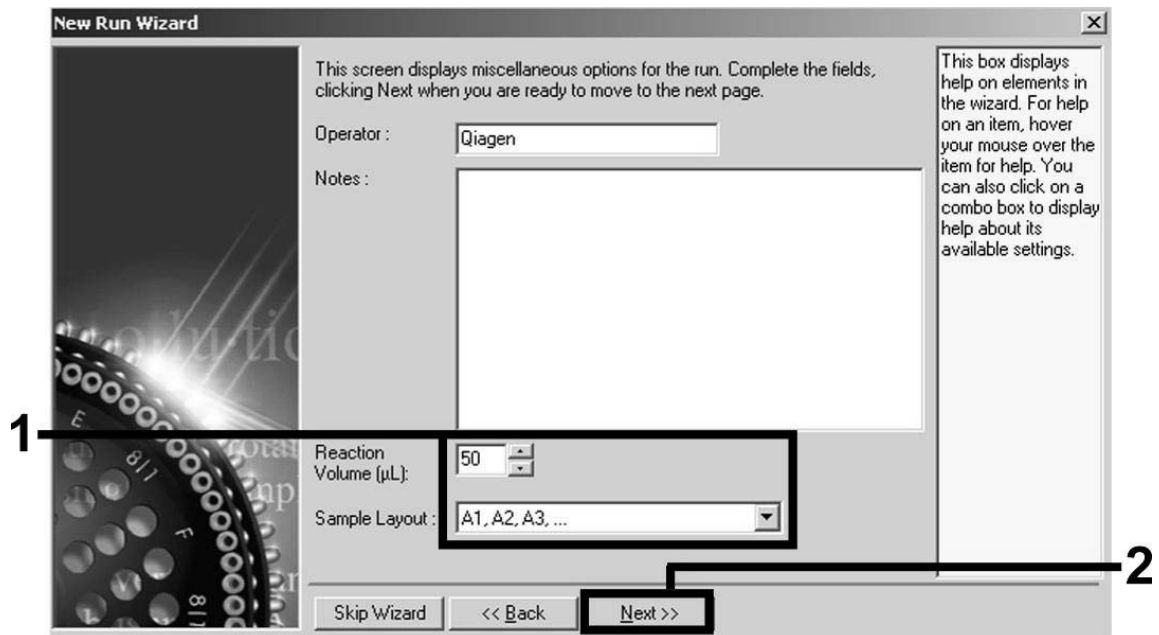 New Run Wizard
This screen displays miscellaneous options for the run. Complete the fields,
clicking Next when you are ready to move to the next page.
Operator :
Qiagen
Notes :
Reaction
Volume (µL):
50
Sample Layout :
A1, A2, A3, ...
Skip Wizard
<< Back
Next >>
This box displays
help on elements in
the wizard. For help
on an item, hover
your mouse over the
item for help. You
can also click on a
combo box to display
help about its
available settings.
1
2
E
8|1
F
8|1